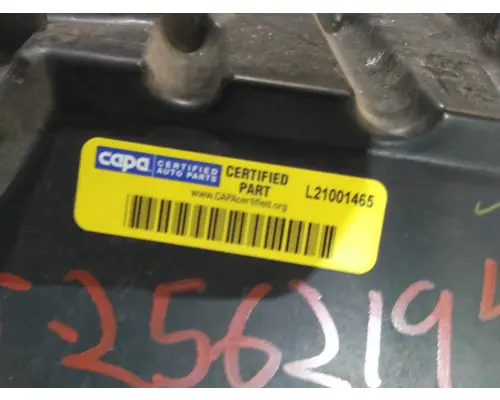 capa CERTIFIED AUTO PARTS
CERTIFIED PART
L21001465
www.CAPAcertified.org
256219